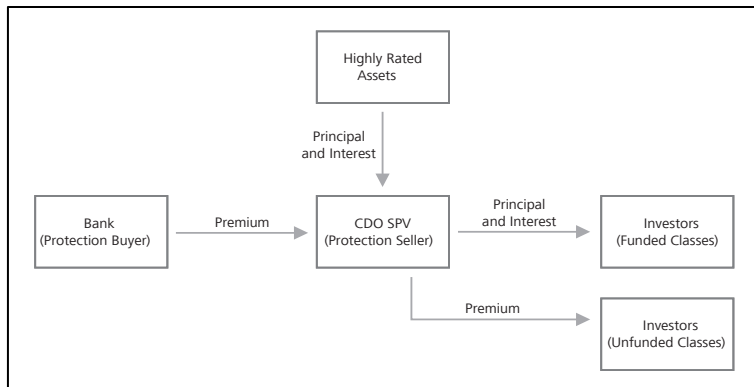 Highly Rated
Assets
Principal
and Interest
Bank
(Protection Buyer)
Premium
CDO SPV
(Protection Seller)
Principal
and Interest
Investors
(Funded Classes)
Premium
Investors
(Unfunded Classes)